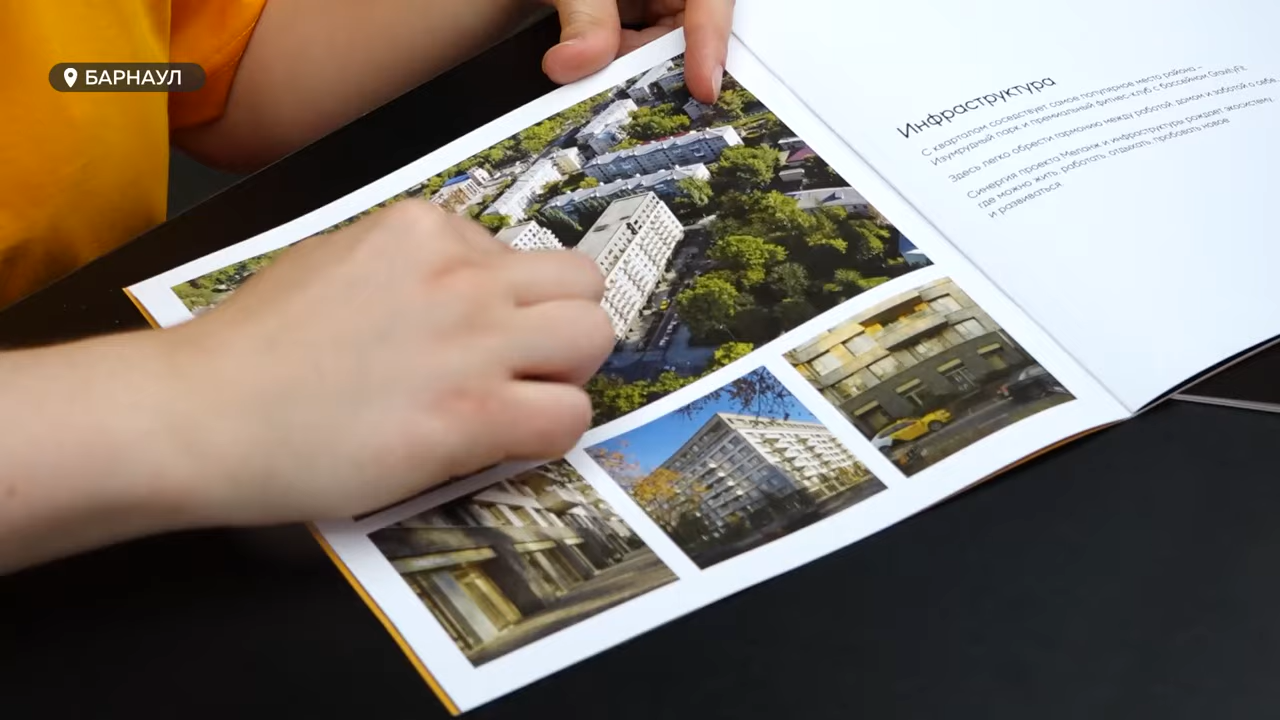 БАРНАУЛ
Инфраструктура
С кварталом соседствует самое популярное место района –
Изумрудный парк и премиальный фитнес-клуб с бассейном GravityFit.
Здесь легко обрести гармонию между работой, домом и заботой о себе.
Синергия проекта Меланж и инфраструктуры рождает экосистему,
где можно жить, работать, отдыхать, пробовать новое
и развиваться